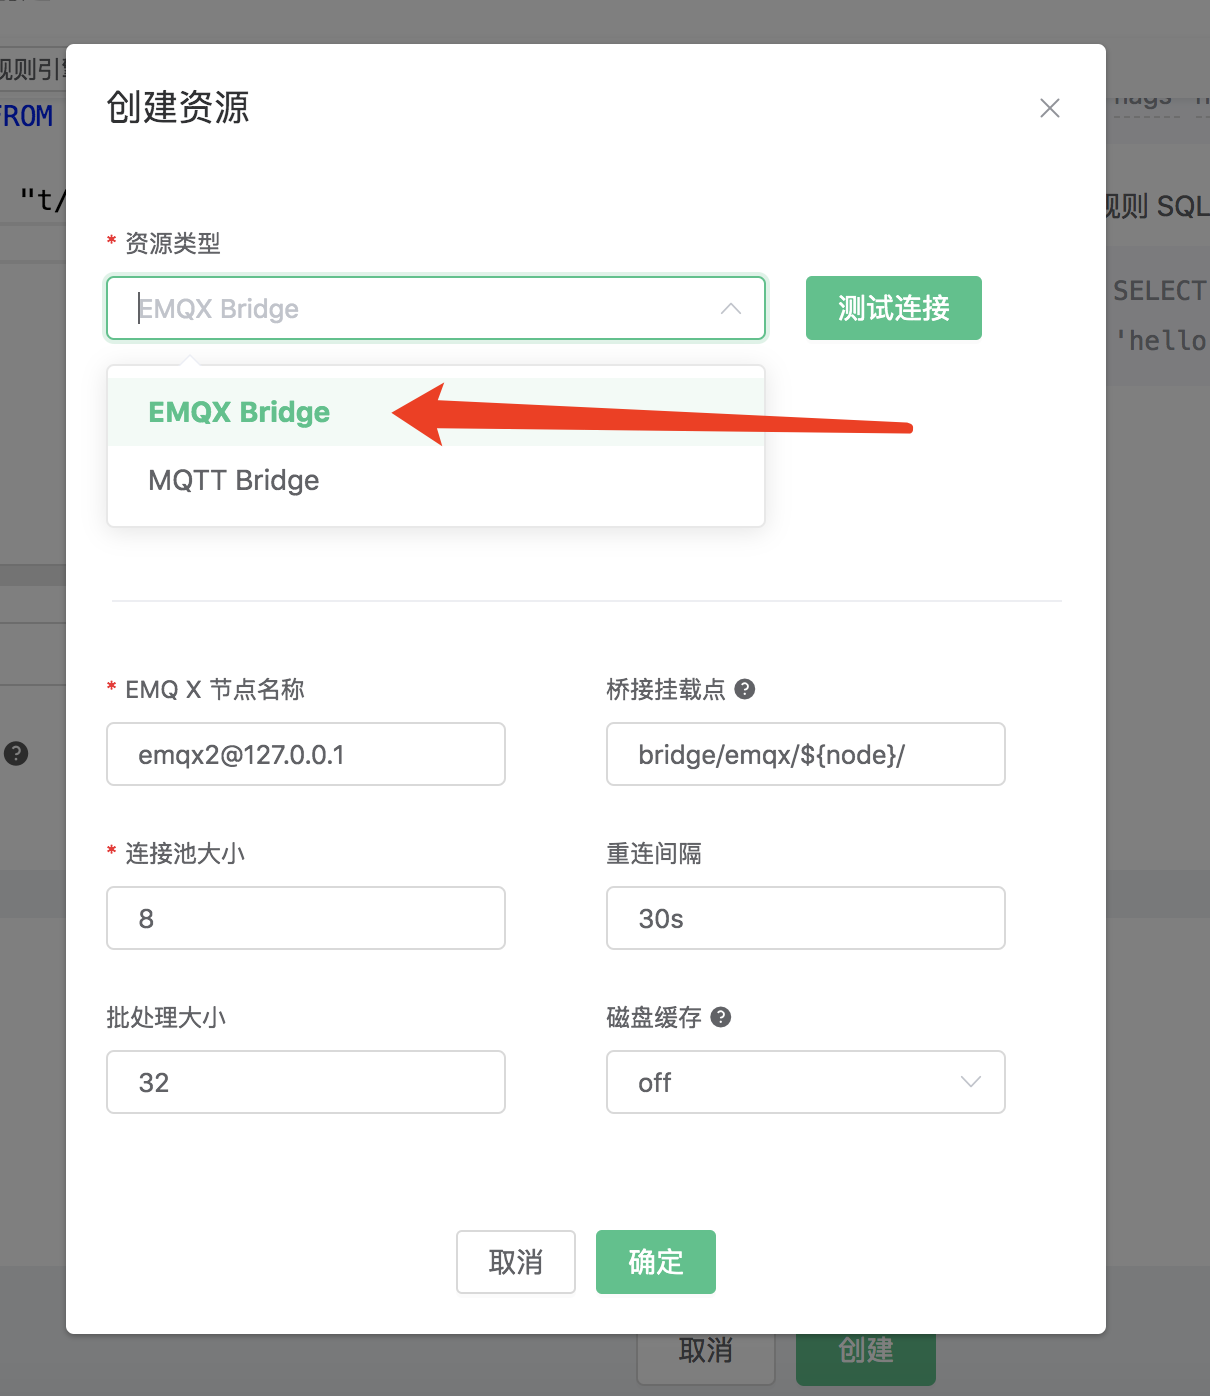 规则引
创建资源
FROM
"t/
规则 SQL
* 资源类型
EMQX Bridge
测试连接
SELECT
'hello
EMQX Bridge
MQTT Bridge
* EMQ X 节点名称
桥接挂载点 ?
emqx2@127.0.0.1
bridge/emqx/${node}/
?
* 连接池大小
重连间隔
8
30s
批处理大小
磁盘缓存 ?
32
off
取消
确定
取消
创建